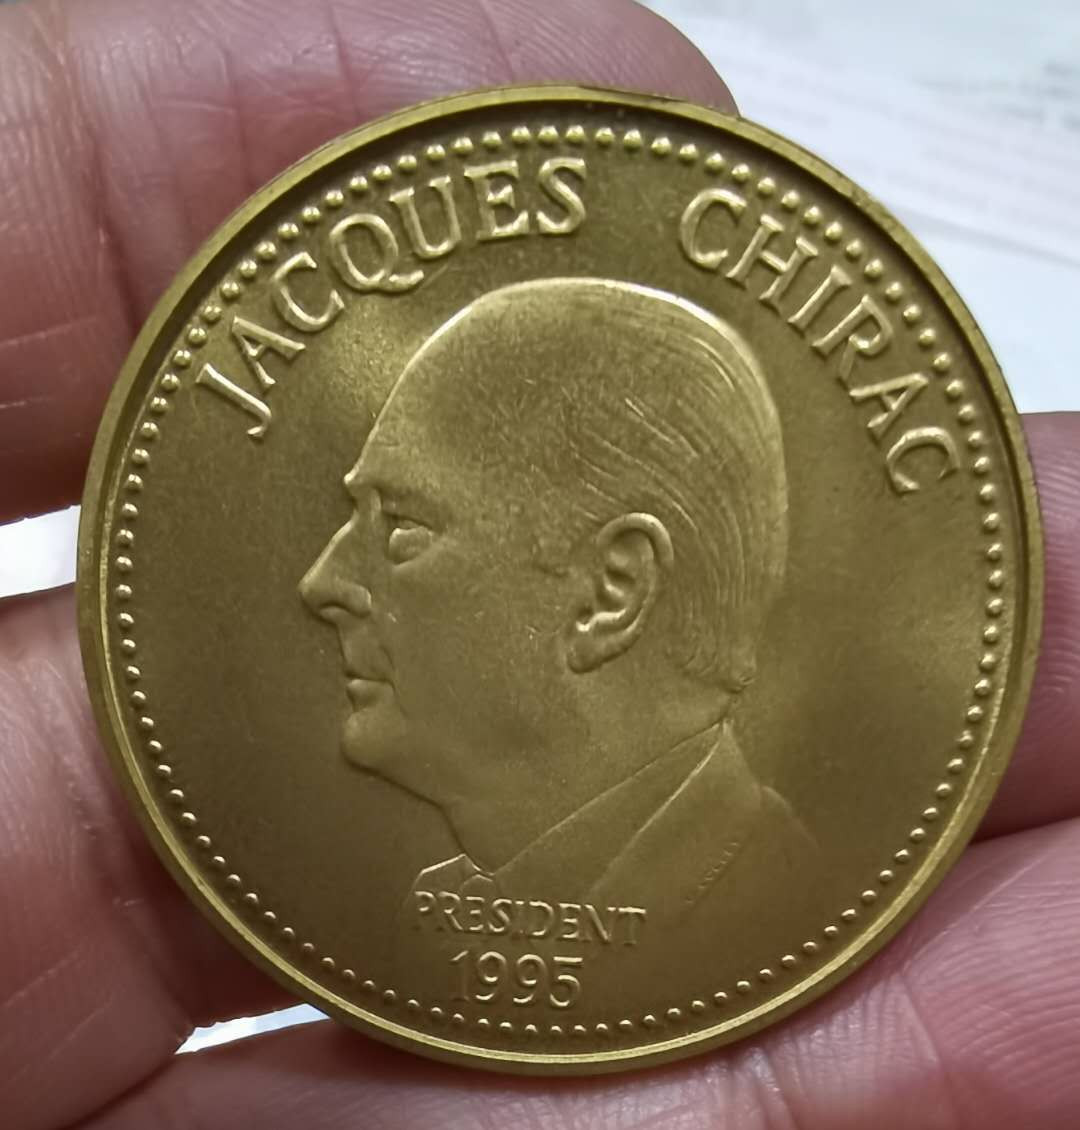 JACQUES CHIRAC
PRESIDENT
1995